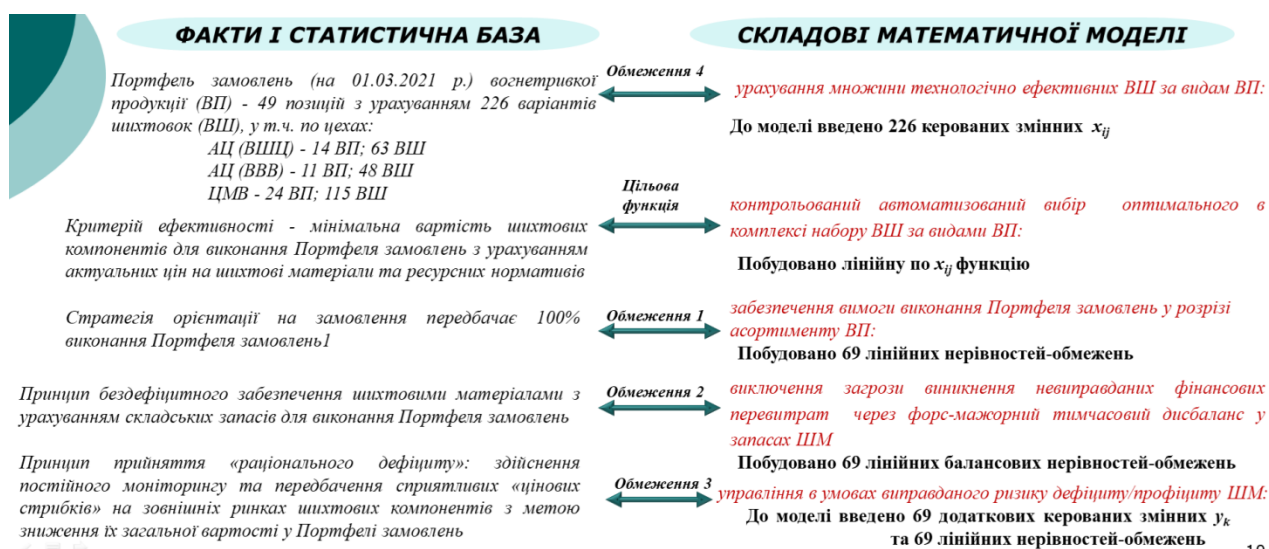 ФАКТИ І СТАТИСТИЧНА БАЗА
Портфель замовлень (на 01.03.2021 р.) вогнетривкої
продукції (ВП) - 49 позицій з урахуванням 226 варіантів
шихтовок (ВШ), у т.ч. по цехах:
АЦ (ВШЦ) - 14 ВП; 63 ВШ
АЦ (ВВВ) - 11 ВП; 48 ВШ
ЦМВ - 24 ВП; 115 ВШ
Критерій ефективності - мінімальна вартість шихтових
компонентів для виконання Портфеля замовлень з урахуванням
актуальних цін на шихтові матеріали та ресурсних нормативів
Стратегія орієнтації на замовлення передбачає 100%
виконання Портфеля замовлень1
Принцип бездефіцитного забезпечення шихтовими матеріалами з
урахуванням складських запасів для виконання Портфеля замовлень
Принцип прийняття «раціонального дефіциту»: здійснення
постійного моніторингу та передбачення сприятливих «цінових
стрибків» на зовнішніх ринках шихтових компонентів з метою
зниження їх загальної вартості у Портфелі замовлень
Обмеження 4
Цільова
функція
Обмеження 1
Обмеження 2
Обмеження 3
СКЛАДОВІ МАТЕМАТИЧНОЇ МОДЕЛІ
урахування множини технологічно ефективних ВШ за видам ВП:
До моделі введено 226 керованих змінних xij
контрольований автоматизований вибір оптимального в
комплексі набору ВШ за видами ВП:
Побудовано лінійну по xij функцію
забезпечення вимоги виконання Портфеля замовлень у розрізі
асортименту ВП:
Побудовано 69 лінійних нерівностей-обмежень
виключення загрози виникнення невиправданих фінансових
перевитрат через форс-мажорний тимчасовий дисбаланс у
запасах ШМ
Побудовано 69 лінійних балансових нерівностей-обмежень
управління в умовах виправданого ризику дефіциту/профіциту ШМ:
До моделі введено 69 додаткових керованих змінних yk
та 69 лінійних нерівностей-обмежень